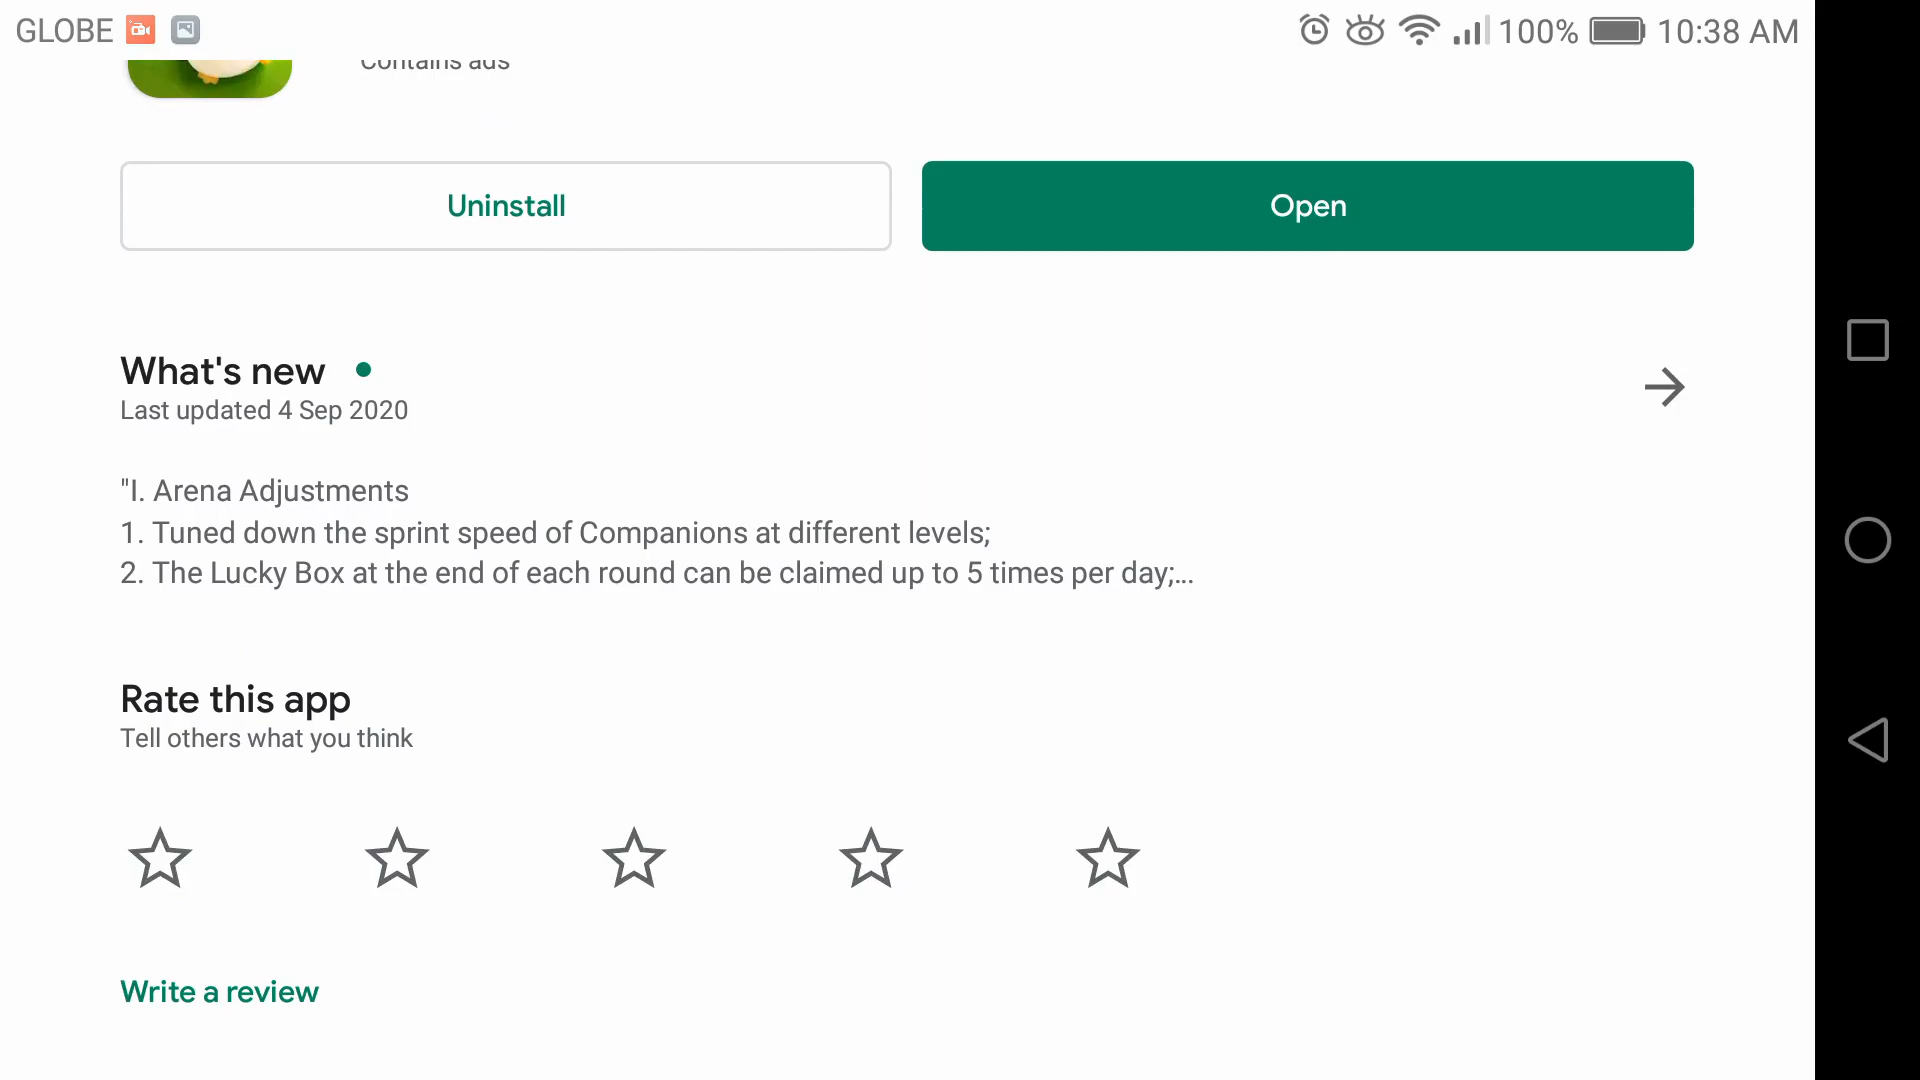 GLOBE 100% 10:38 AM
Contains ads
Uninstall Open
What's new
Last updated 4 Sep 2020
"I. Arena Adjustments
1. Tuned down the sprint speed of Companions at different levels;
2. The Lucky Box at the end of each round can be claimed up to 5 times per day;...
Rate this app
Tell others what you think
Write a review